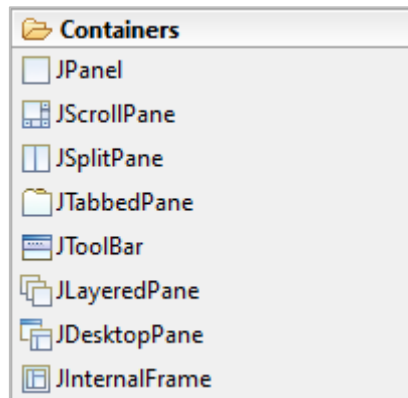 Containers
JPanel
JScrollPane
JSplitPane
JTabbedPane
JToolBar
JLayeredPane
JDesktopPane
JInternalFrame